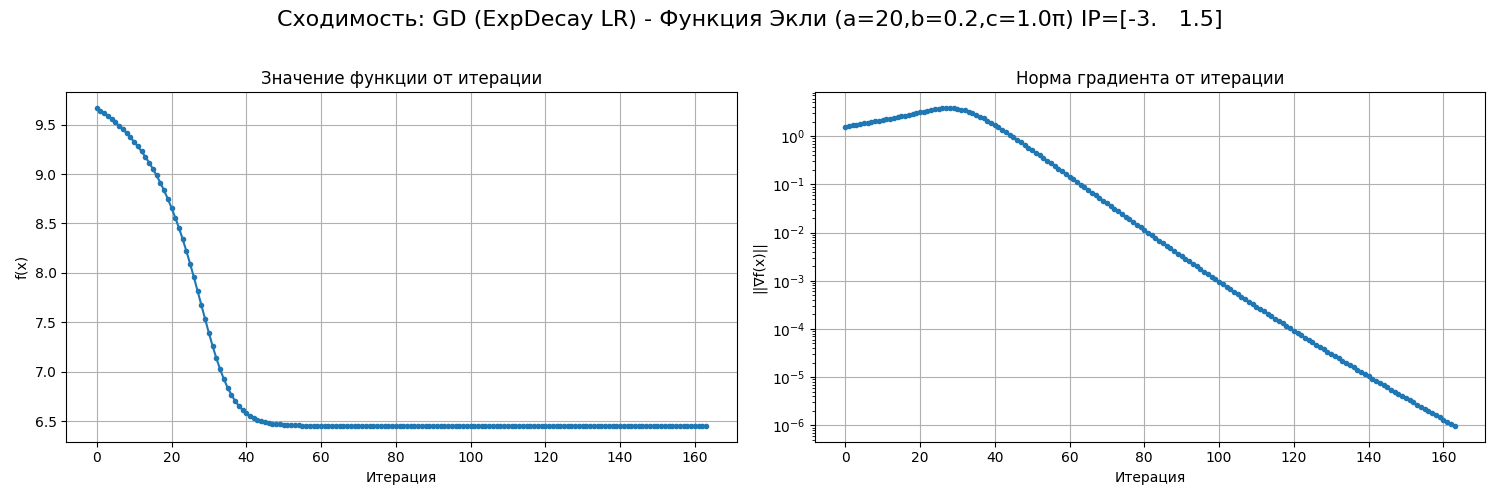 Сходимость: GD (ExpDecay LR) - Функция Экли (a=20,b=0.2,c=1.0π) IP=[-3.   1.5]
Значение функции от итерации
f(x)
9.5
9.0
8.5
8.0
7.5
7.0
6.5
0 20 40 60 80 100 120 140 160
Итерация
Норма градиента от итерации
||∇f(x)||
10⁰
10⁻¹
10⁻²
10⁻³
10⁻⁴
10⁻⁵
10⁻⁶
0 20 40 60 80 100 120 140 160
Итерация